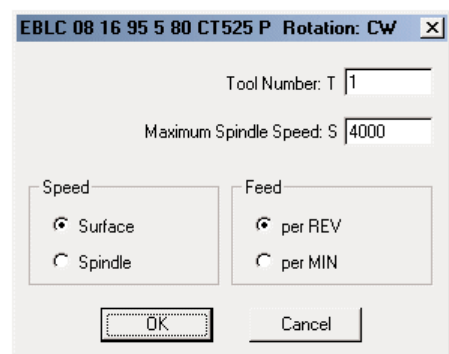 EBLC 08 16 95 5 80 CT525 P Rotation: CW
Tool Number: T 1
Maximum Spindle Speed: S 4000
Speed Feed
Surface per REV
Spindle per MIN
OK Cancel